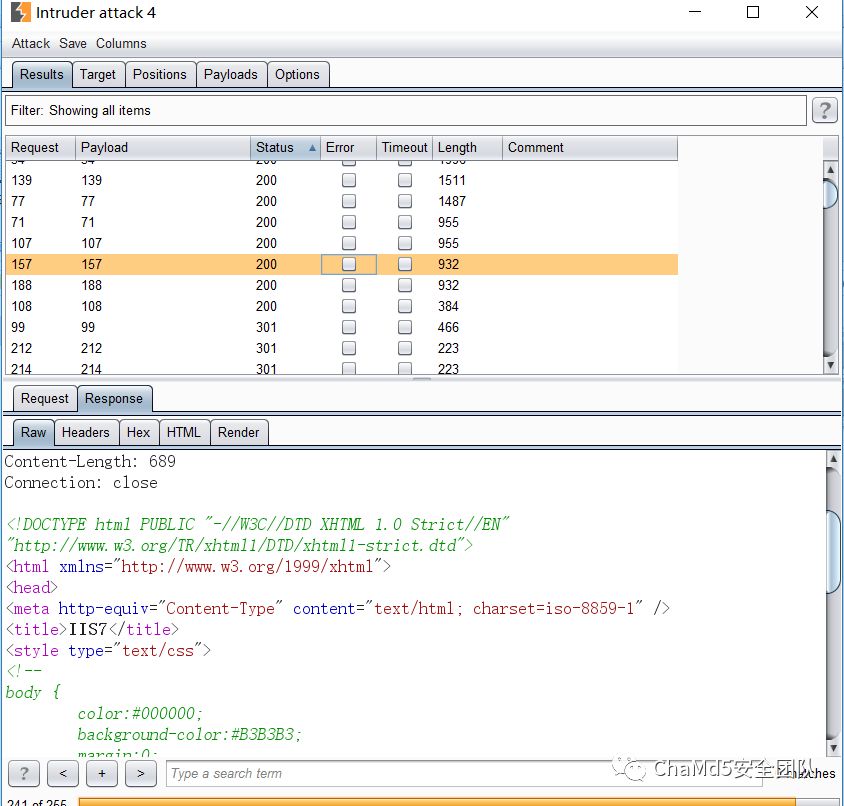 Intruder attack 4
Attack Save Columns
Results Target Positions Payloads Options
Filter: Showing all items ?
Request Payload Status Error Timeout Length Comment
139 139 200 1511
77 77 200 1487
71 71 200 955
107 107 200 955
157 157 200 932
188 188 200 932
108 108 200 384
99 99 301 466
212 212 301 223
214 214 301 223
Request Response
Raw Headers Hex HTML Render
Content-Length: 689
Connection: close
<!DOCTYPE html PUBLIC "-//W3C//DTD XHTML 1.0 Strict//EN"
"http://www.w3.org/TR/xhtml1/DTD/xhtml1-strict.dtd">
<html xmlns="http://www.w3.org/1999/xhtml">
<head>
<meta http-equiv="Content-Type" content="text/html; charset=iso-8859-1" />
<title>IIS7</title>
<style type="text/css">
<!--
body {
color:#000000;
background-color:#B3B3B3;
margin:0;
? < + > Type a search term matches
ChaMd5安全团队
241 of 255